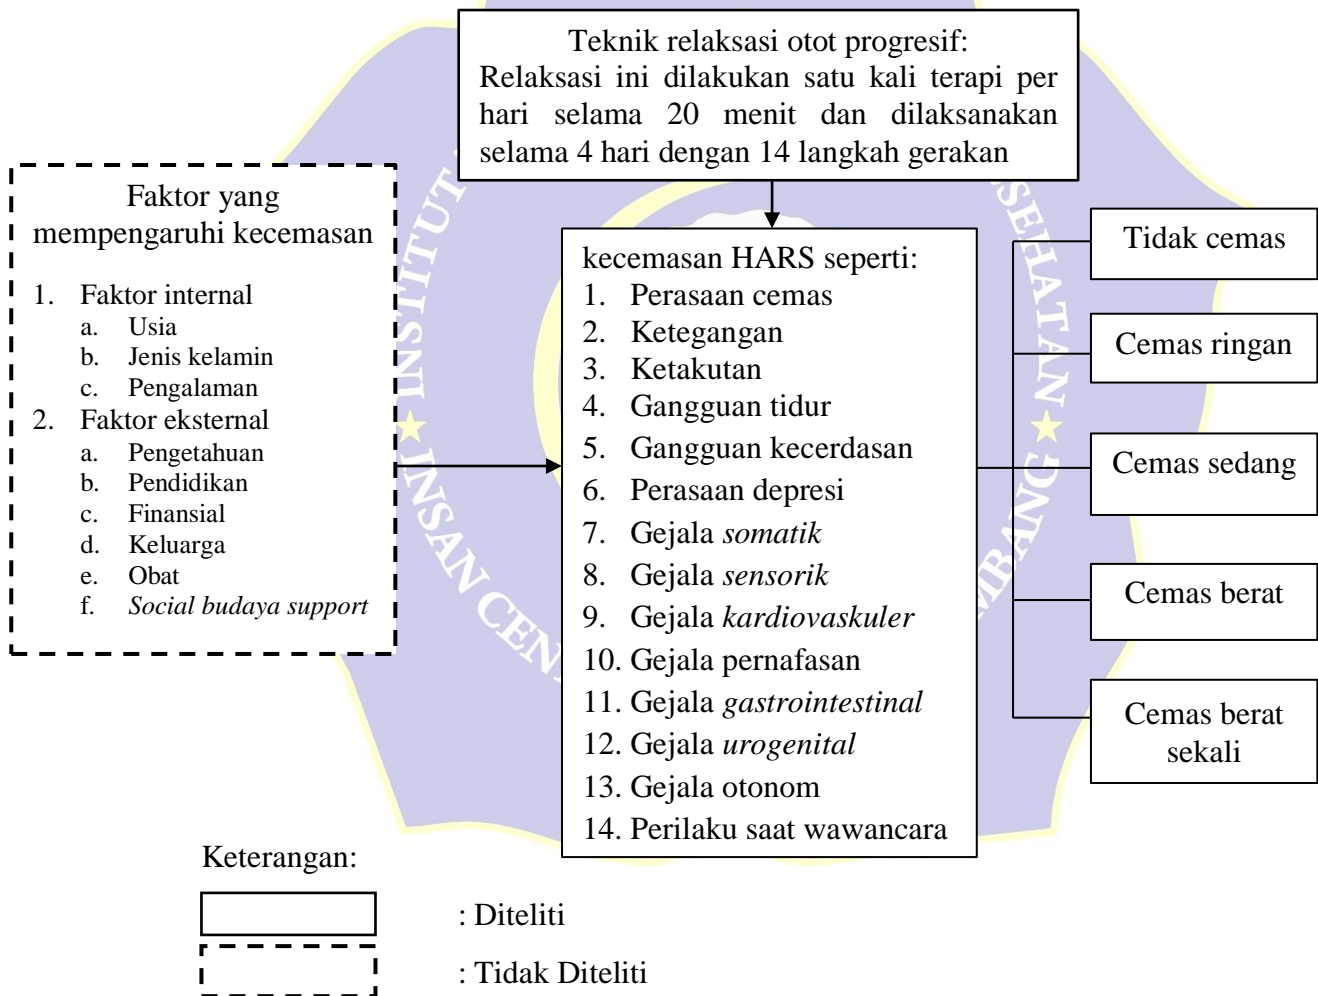 Teknik relaksasi otot progresif:
Relaksasi ini dilakukan satu kali terapi per
hari selama 20 menit dan dilaksanakan
selama 4 hari dengan 14 langkah gerakan
Faktor yang
mempengaruhi kecemasan
1. Faktor internal
a. Usia
b. Jenis kelamin
c. Pengalaman
2. Faktor eksternal
a. Pengetahuan
b. Pendidikan
c. Finansial
d. Keluarga
e. Obat
f. Social budaya support
kecemasan HARS seperti:
1. Perasaan cemas
2. Ketegangan
3. Ketakutan
4. Gangguan tidur
5. Gangguan kecerdasan
6. Perasaan depresi
7. Gejala somatik
8. Gejala sensorik
9. Gejala kardiovaskuler
10. Gejala pernafasan
11. Gejala gastrointestinal
12. Gejala urogenital
13. Gejala otonom
14. Perilaku saat wawancara
Tidak cemas
Cemas ringan
Cemas sedang
Cemas berat
Cemas berat
sekali
INSTITUT
INSAN
Keterangan:
: Diteliti
: Tidak Diteliti